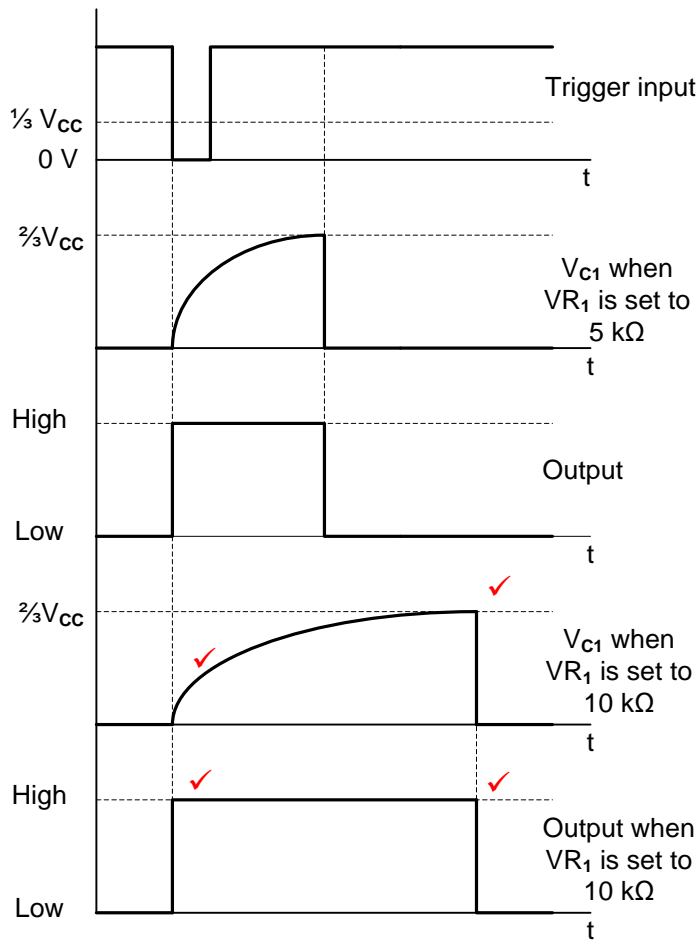 Trigger input
⅓ Vcc
0 V
t
⅔Vcc
VC1 when
VR1 is set to
5 kΩ
t
High
Output
Low
t
⅔Vcc
VC1 when
VR1 is set to
10 kΩ
t
High
Output when
VR1 is set to
10 kΩ
Low
t